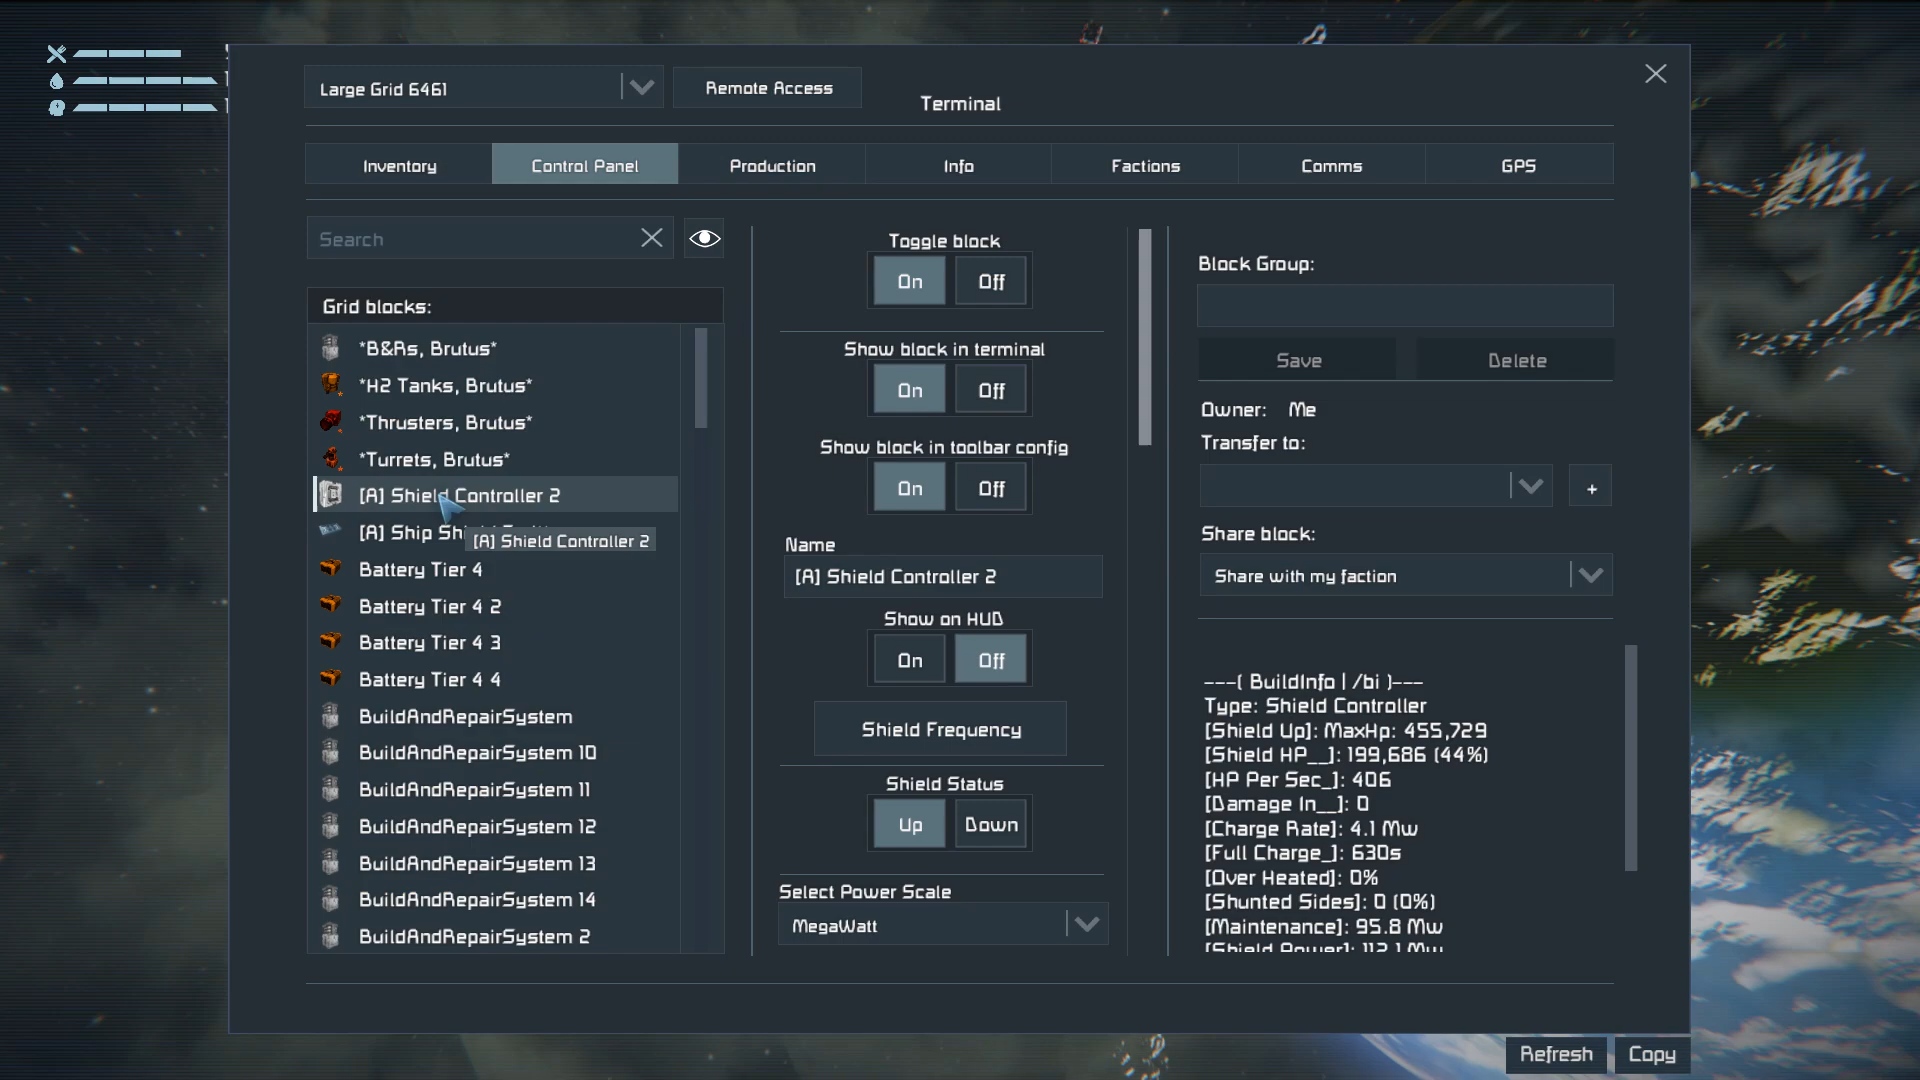 Large Grid 6461
Remote Access
Terminal
Inventory
Control Panel
Production
Info
Factions
Comms
GPS
Search
Grid blocks:
*B&Rs, Brutus*
*H2 Tanks, Brutus*
*Thrusters, Brutus*
*Turrets, Brutus*
[A] Shield Controller 2
[A] Ship
[A] Shield Controller 2
Battery Tier 4
Battery Tier 4 2
Battery Tier 4 3
Battery Tier 4 4
BuildAndRepairSystem
BuildAndRepairSystem 10
BuildAndRepairSystem 11
BuildAndRepairSystem 12
BuildAndRepairSystem 13
BuildAndRepairSystem 14
BuildAndRepairSystem 2
Toggle block
On Off
Show block in terminal
On Off
Show block in toolbar config
On Off
Name
[A] Shield Controller 2
Show on HUD
On Off
Shield Frequency
Shield Status
Up Down
Select Power Scale
MegaWatt
Block Group:
Save
Delete
Owner: Me
Transfer to:
+
Share block:
Share with my faction
---( BuildInfo | /bi )---
Type: Shield Controller
[Shield Up]: MaxHp: 455,729
[Shield HP__]: 199,686 (44%)
[HP Per Sec_]: 406
[Damage In__]: 0
[Charge Rate]: 4.1 Mw
[Full Charge_]: 630s
[Over Heated]: 0%
[Shunted Sides]: 0 (0%)
[Maintenance]: 95.8 Mw
[Shield Power]: 112.1 Mw
Refresh
Copy